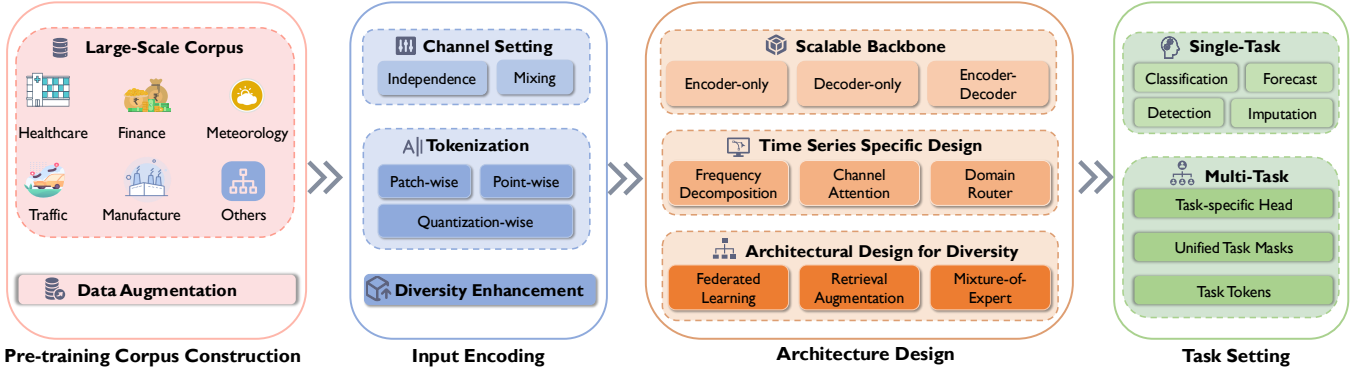 Large-Scale Corpus
Healthcare
Finance
Meteorology
Traffic
Manufacture
Others
Data Augmentation
Pre-training Corpus Construction
Channel Setting
Independence
Mixing
A| Tokenization
Patch-wise
Point-wise
Quantization-wise
Diversity Enhancement
Input Encoding
Scalable Backbone
Encoder-only
Decoder-only
Encoder-
Decoder
Time Series Specific Design
Frequency
Decomposition
Channel
Attention
Domain
Router
Architectural Design for Diversity
Federated
Learning
Retrieval
Augmentation
Mixture-of-
Expert
Architecture Design
Single-Task
Classification
Forecast
Detection
Imputation
Multi-Task
Task-specific Head
Unified Task Masks
Task Tokens
Task Setting